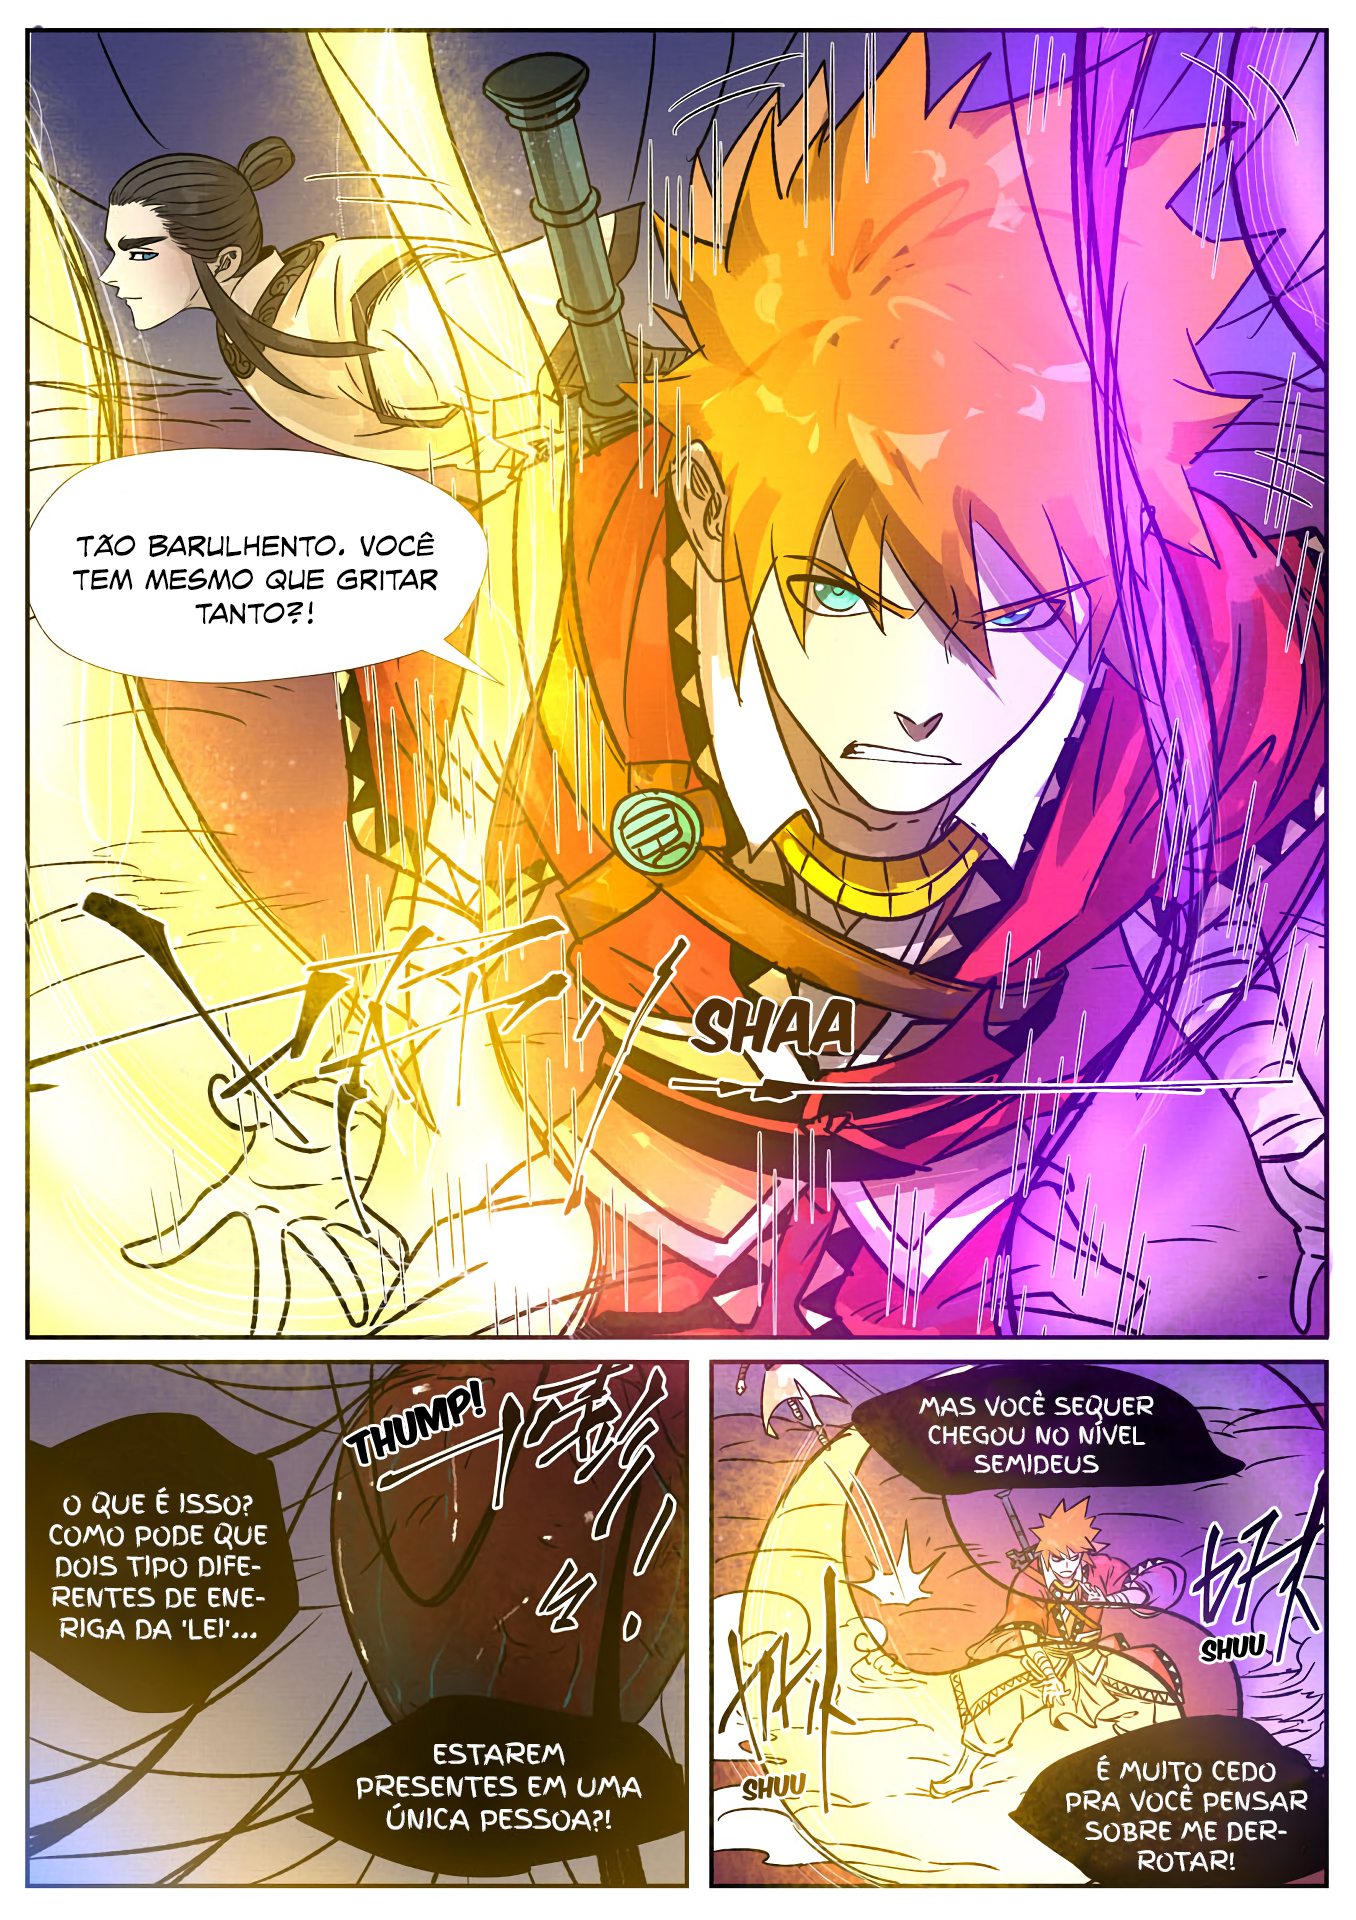 TÃO BARULHENTO. VOCÊ
TEM MESMO QUE GRITAR
TANTO?!
SHAA
THUMP!
O QUE É ISSO?
COMO PODE QUE
DOIS TIPO DIFE-
RENTES DE ENE-
RIGA DA 'LEI'...
ESTAREM
PRESENTES EM UMA
ÚNICA PESSOA?!
MAS VOCÊ SEQUER
CHEGOU NO NÍVEL
SEMIDEUS
SHUU
SHUU
É MUITO CEDO
PRA VOCÊ PENSAR
SOBRE ME DER-
ROTAR!